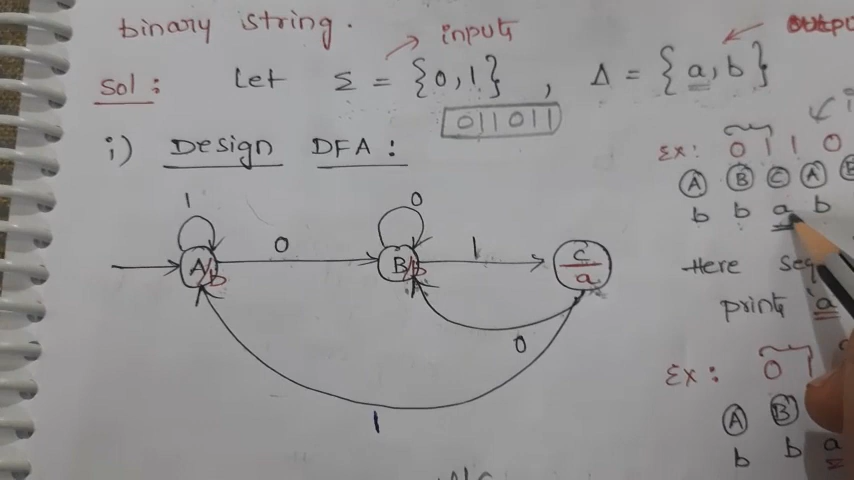 binary string.
inputs
Sol: Let Σ = {0,1} , Δ = {a,b}
011011
i) Design DFA:
Ex: 0 1 1 0
A B C A
b b a b
1
0
0
1
A/b
B/b
C
a
0
1
Here
print 'a
Ex: 0 1
A B
b b a